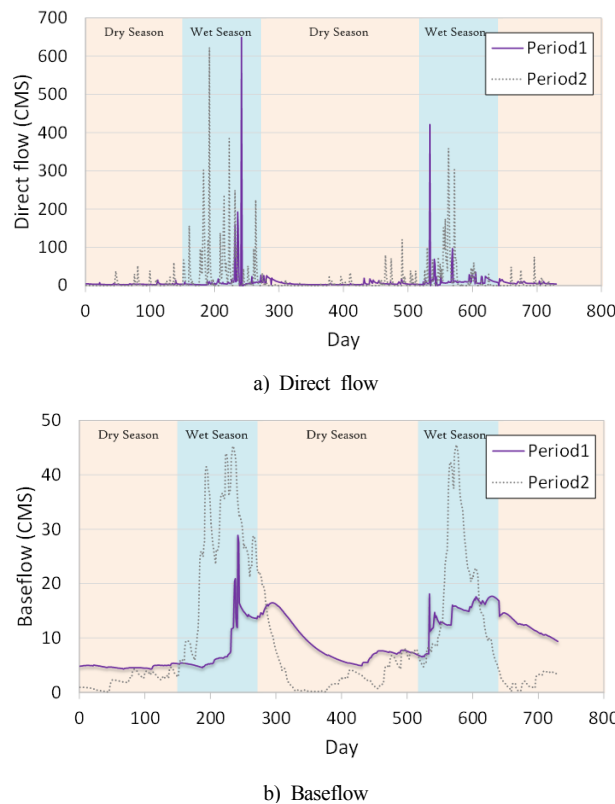 700
Dry Season
Wet Season
Dry Season
Wet Season
Period1
Period2
600
500
400
300
200
100
0
Direct flow (CMS)
0 100 200 300 400 500 600 700 800
Day
a) Direct flow
50
Dry Season
Wet Season
Dry Season
Wet Season
Period1
Period2
40
30
20
10
0
Baseflow (CMS)
0 100 200 300 400 500 600 700 800
Day
b) Baseflow